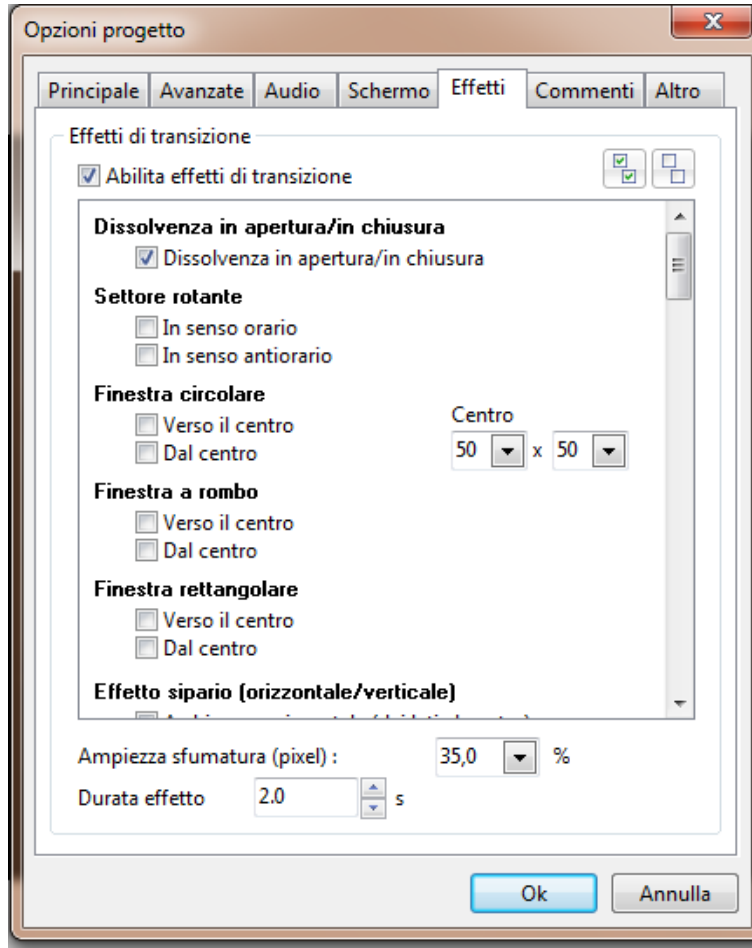 Opzioni progetto
Principale Avanzate Audio Schermo Effetti Commenti Altro
Effetti di transizione
Abilita effetti di transizione
Dissolvenza in apertura/in chiusura
Dissolvenza in apertura/in chiusura
Settore rotante
In senso orario
In senso antiorario
Finestra circolare
Verso il centro
Dal centro
Centro
50 x 50
Finestra a rombo
Verso il centro
Dal centro
Finestra rettangolare
Verso il centro
Dal centro
Effetto sipario (orizzontale/verticale)
Ampiezza sfumatura (pixel) : 35,0 %
Durata effetto 2.0 s
Ok Annulla